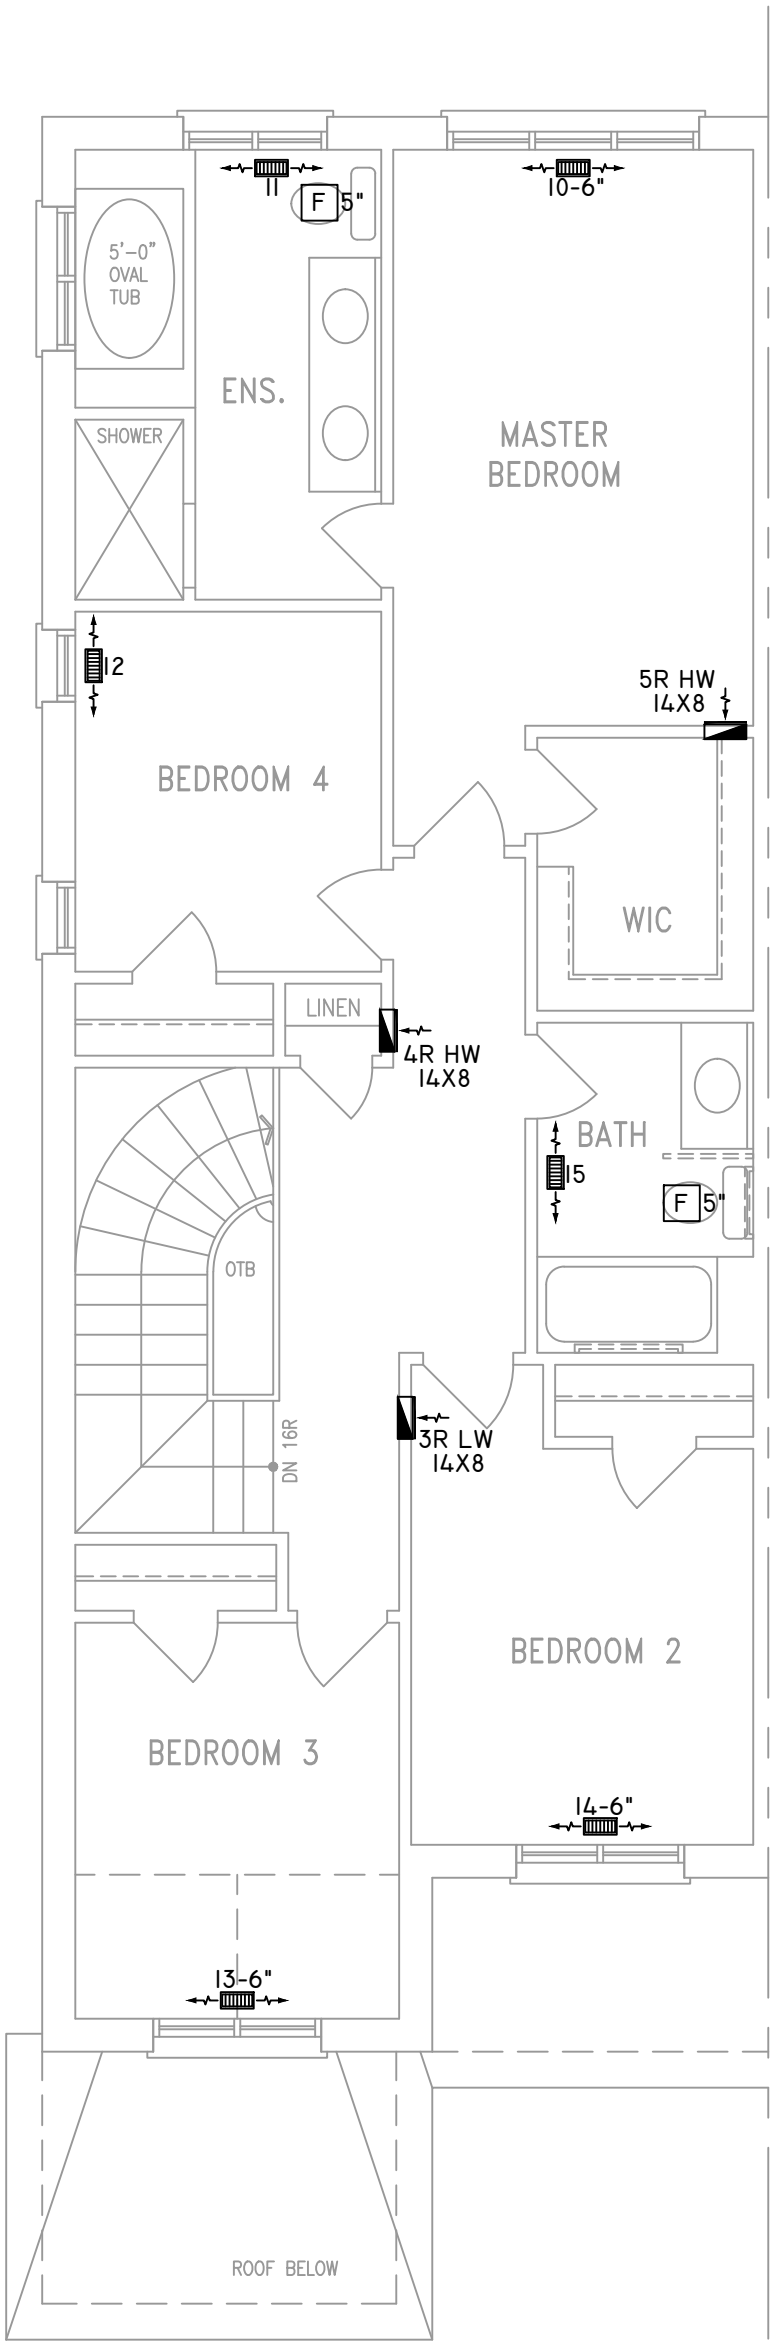 11
F 5"
10-6"
5'-0"
OVAL
TUB
ENS.
SHOWER
MASTER
BEDROOM
12
5R HW
14X8
BEDROOM 4
WIC
LINEN
4R HW
14X8
BATH
15
F 5"
OTB
DN 16R
3R LW
14X8
BEDROOM 2
BEDROOM 3
14-6"
13-6"
ROOF BELOW